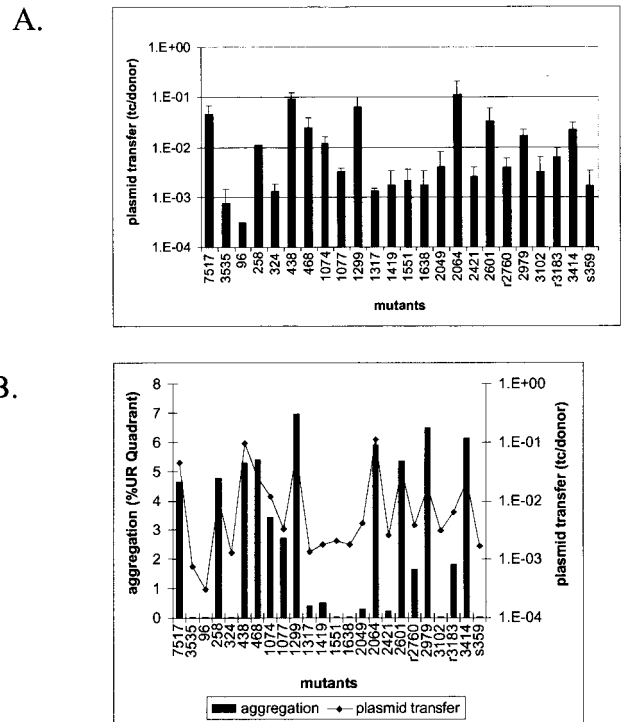 A.
1.E+00
1.E-01
1.E-02
1.E-03
1.E-04
plasmid transfer (tc/donor)
7517 3535 96 258 324 438 468 1074 1077 1299 1317 1419 1551 1638 2049 2064 2421 2601 r2760 2979 3102 r3183 3414 s359
mutants
B.
8
7
6
5
4
3
2
1
0
aggregation (%UR Quadrant)
1.E+00
1.E-01
1.E-02
1.E-03
1.E-04
plasmid transfer (tc/donor)
7517 3535 96 258 324 438 468 1074 1077 1299 1317 1419 1551 1638 2049 2064 2421 2601 r2760 2979 3102 r3183 3414 s359
mutants
aggregation plasmid transfer